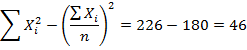 ∑ X_i^2 − (∑ X_i / n)^2 = 226 − 180 = 46